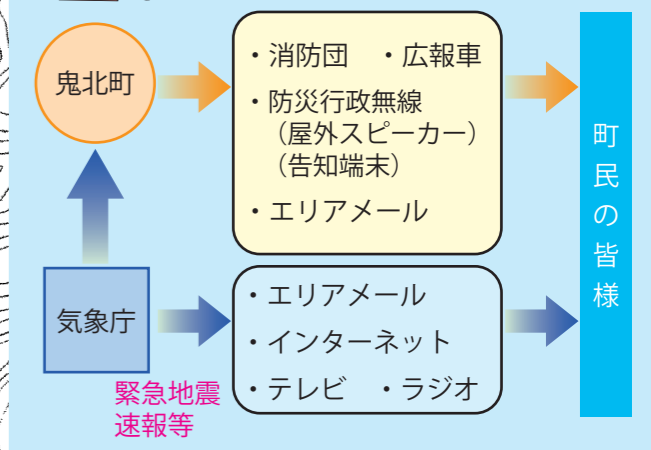 鬼北町
・消防団 ・広報車
・防災行政無線
（屋外スピーカー）
（告知端末）
・エリアメール
気象庁
緊急地震
速報等
・エリアメール
・インターネット
・テレビ ・ラジオ
町民の皆様